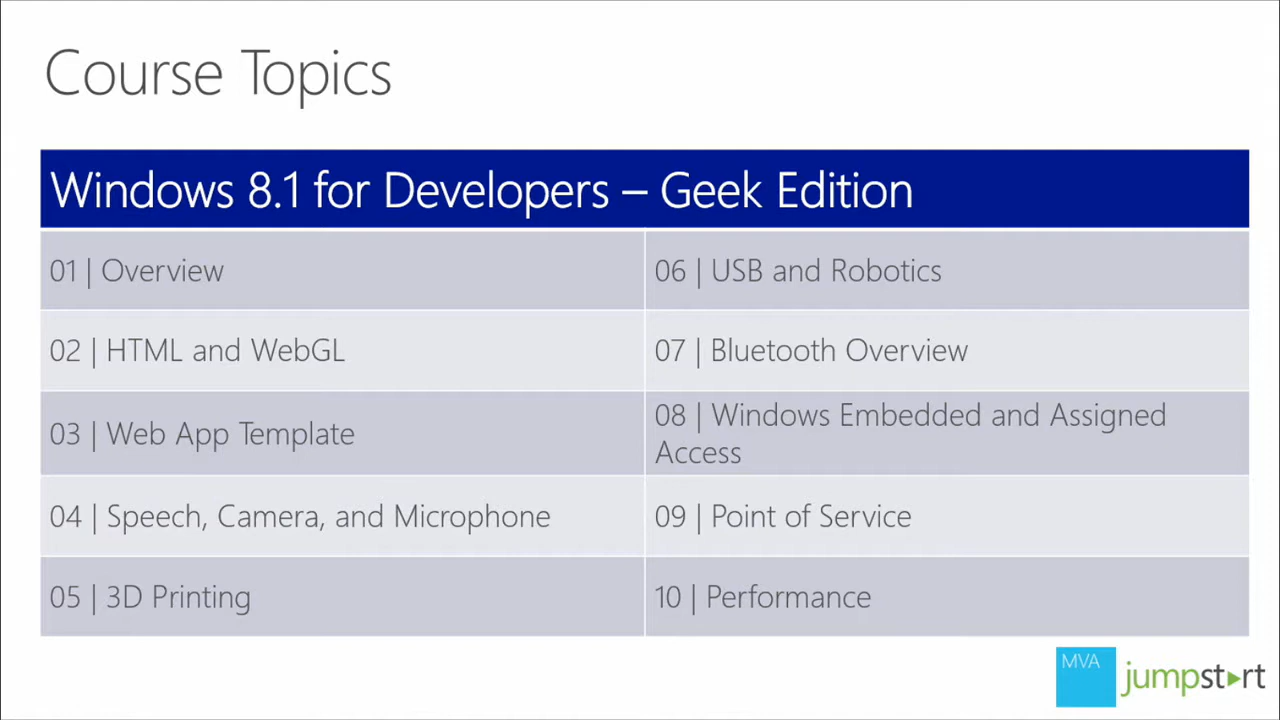 Course Topics
Windows 8.1 for Developers – Geek Edition
01 | Overview
02 | HTML and WebGL
03 | Web App Template
04 | Speech, Camera, and Microphone
05 | 3D Printing
06 | USB and Robotics
07 | Bluetooth Overview
08 | Windows Embedded and Assigned
Access
09 | Point of Service
10 | Performance
MVA
jumpstart